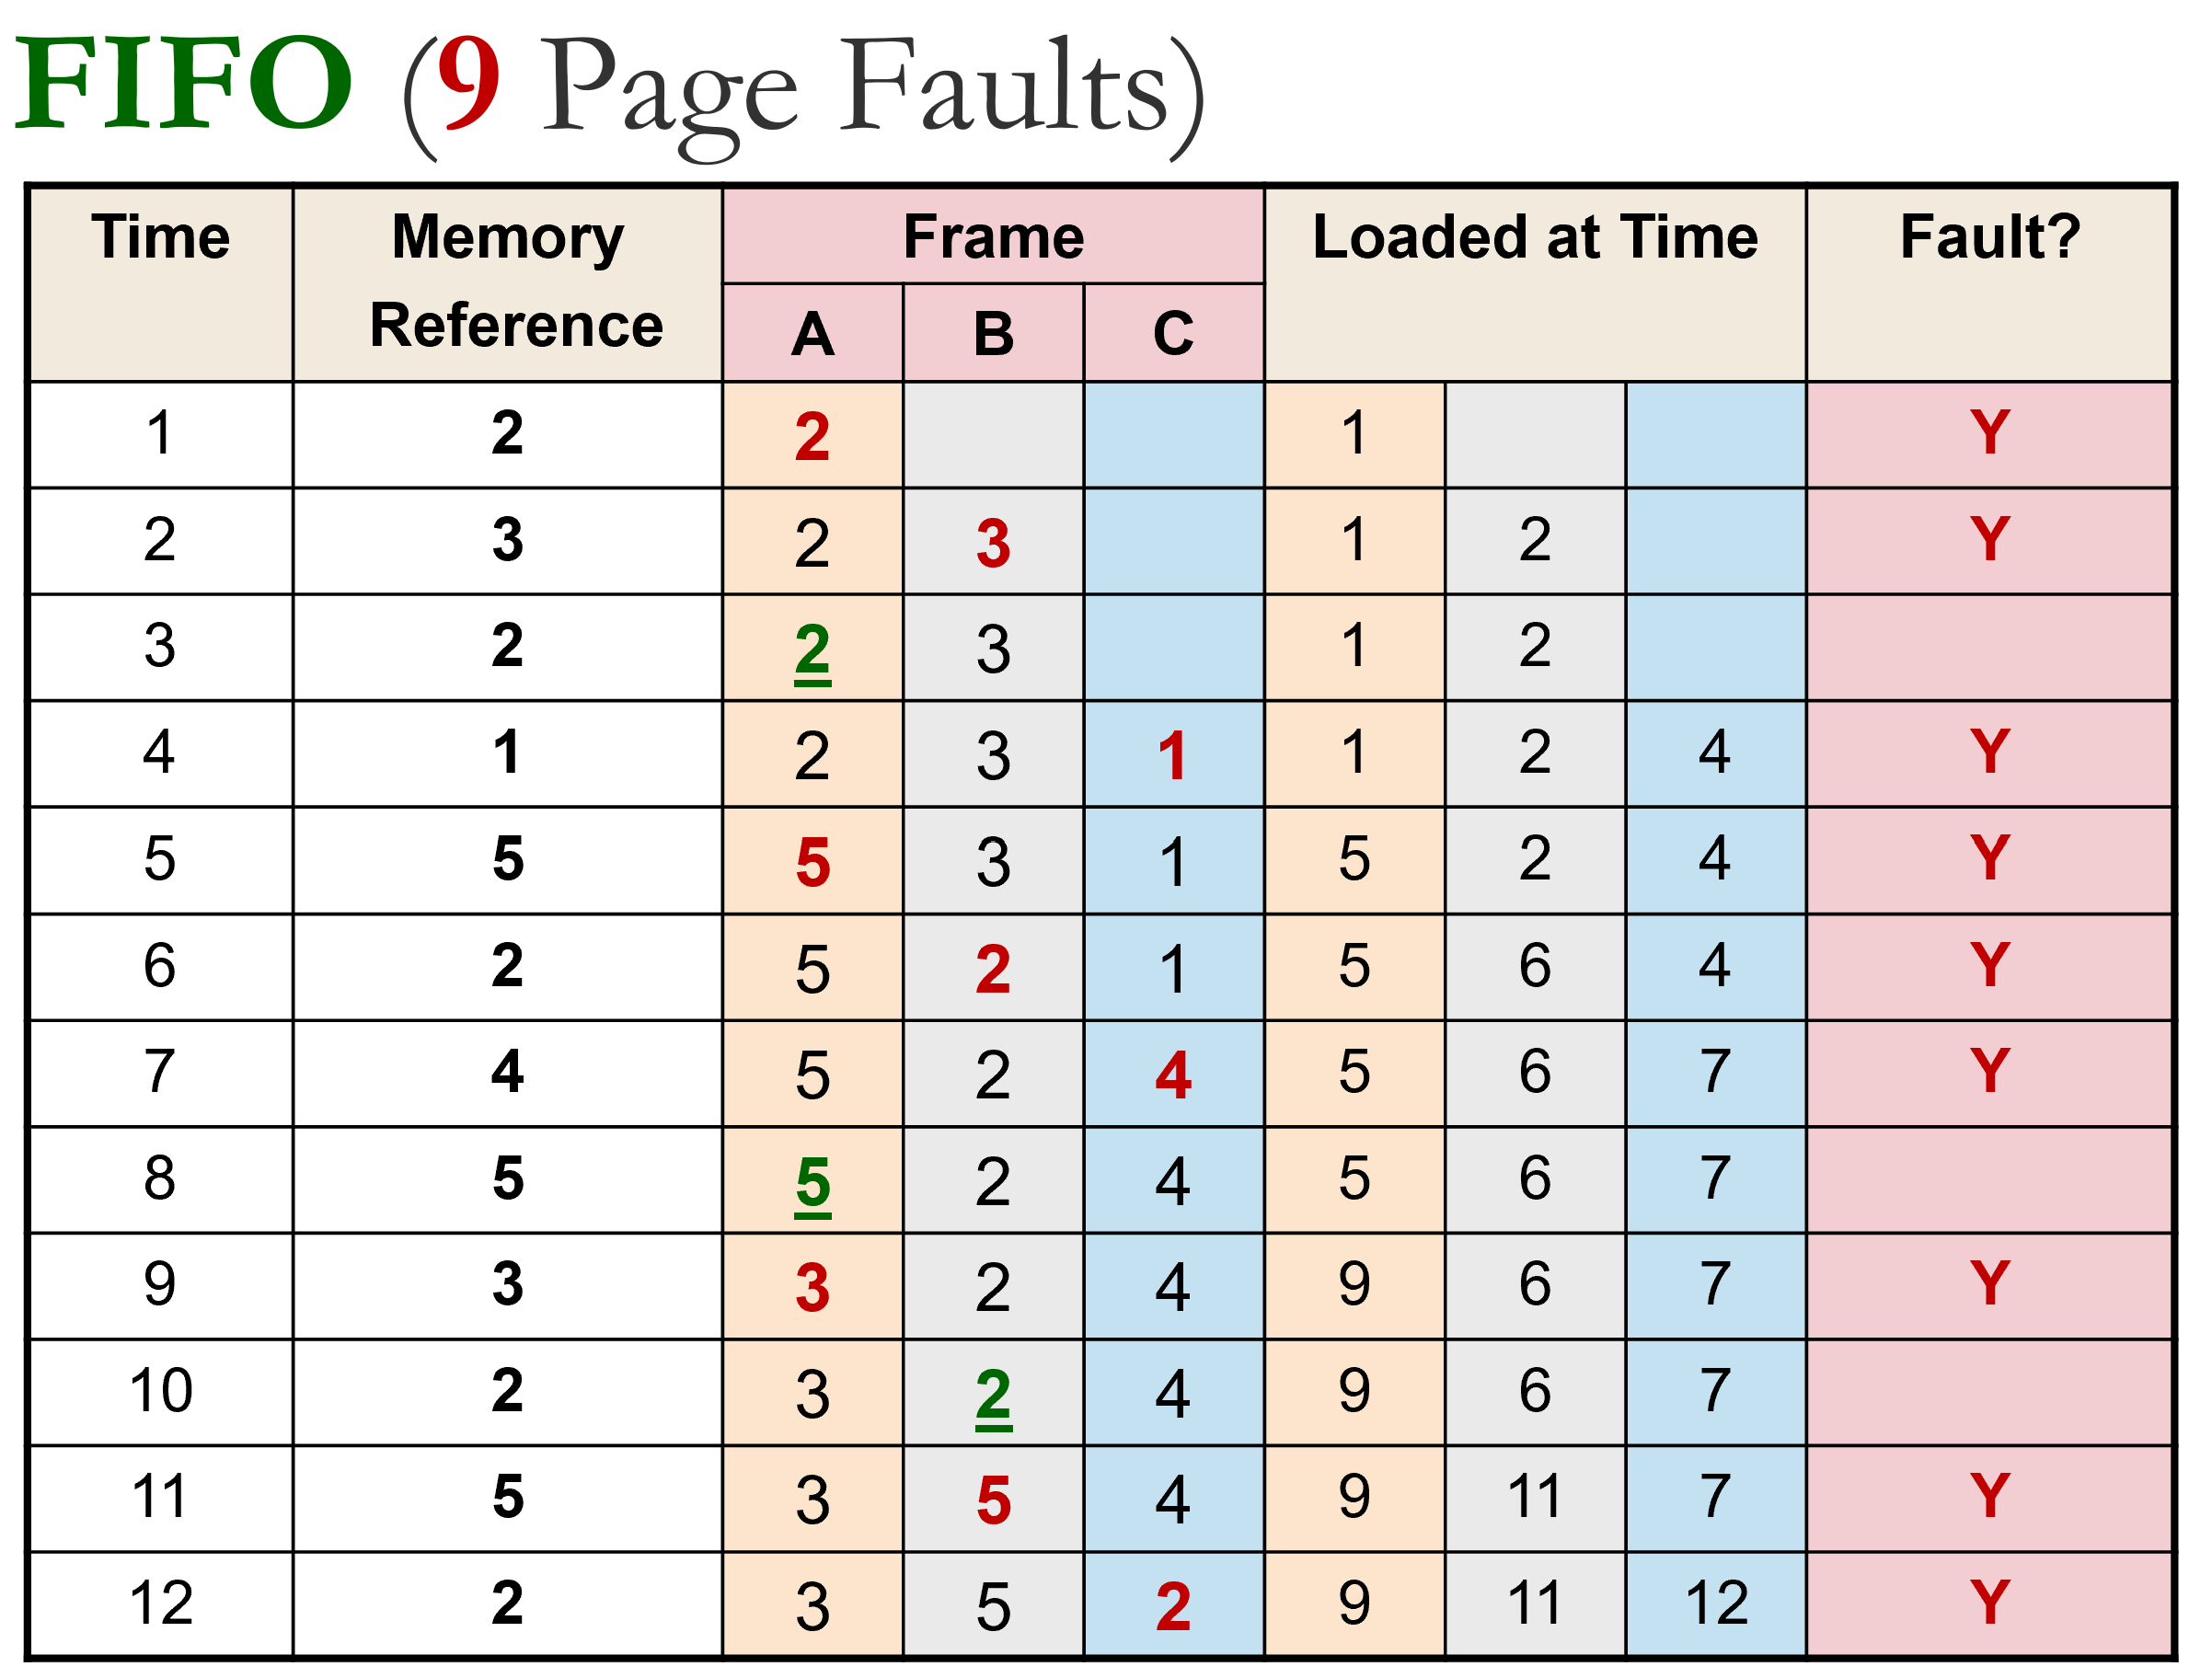 FIFO (9 Page Faults)
Time Memory Reference Frame Loaded at Time Fault?
A B C
1 2 2 1 Y
2 3 2 3 1 2 Y
3 2 2 3 1 2
4 1 2 3 1 1 2 4 Y
5 5 5 3 1 5 2 4 Y
6 2 5 2 1 5 6 4 Y
7 4 5 2 4 5 6 7 Y
8 5 5 2 4 5 6 7
9 3 3 2 4 9 6 7 Y
10 2 3 2 4 9 6 7
11 5 3 5 4 9 11 7 Y
12 2 3 5 2 9 11 12 Y